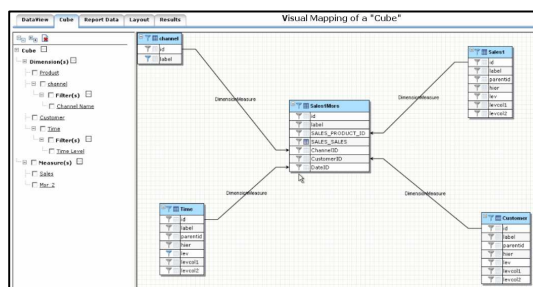 DataView Cube Report Data Layout Results
Visual Mapping of a "Cube"
Cube
Dimension(s)
Product
channel
Filter(s)
Channel Name
Customer
Time
Filter(s)
Time Level
Measure(s)
Sales
Msr_2
channel
id
label
DimensionMeasure
SalesMore
id
label
SALES_PRODUCT_ID
SALES_SALES
ChannelID
CustomerID
DateID
DimensionMeasure
Sales1
id
label
parentid
hier
lev
levcol1
levcol2
DimensionMeasure
Time
id
label
parentid
hier
lev
levcol1
levcol2
DimensionMeasure
Customer
id
label
parentid
hier
lev
levcol1
levcol2